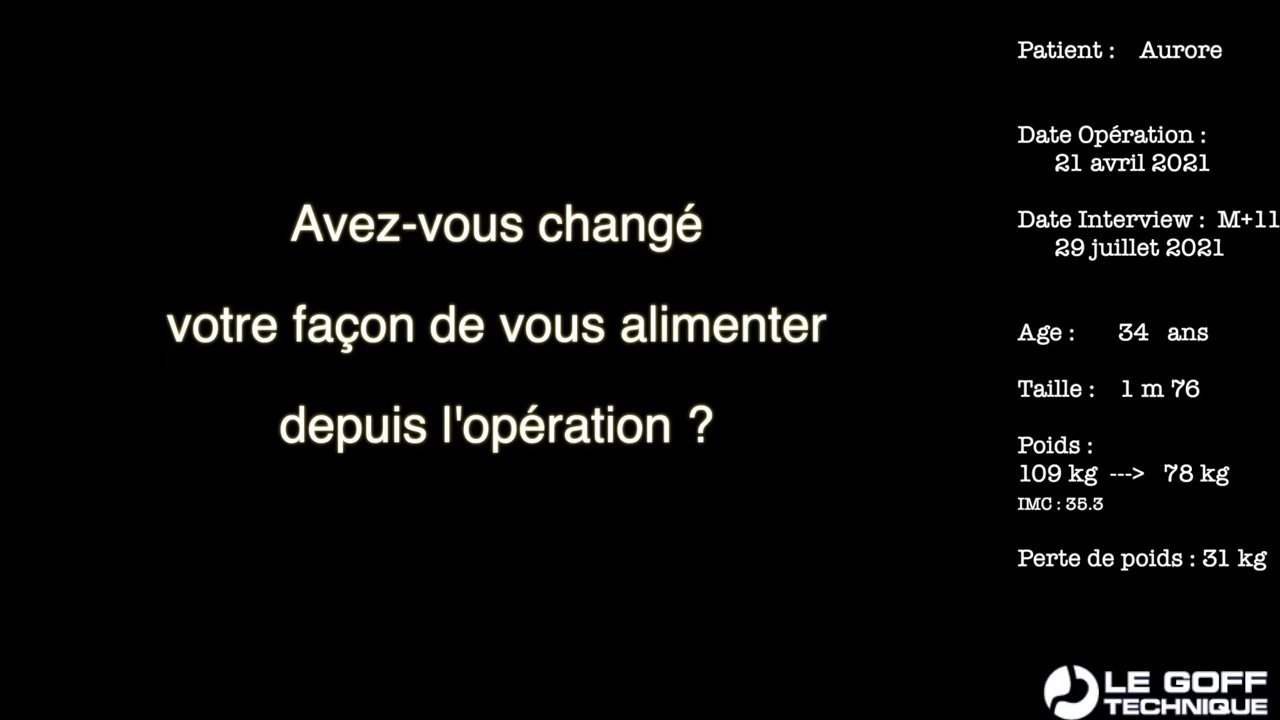 Avez-vous changé
votre façon de vous alimenter
depuis l'opération ?
Patient : Aurore
Date Opération :
21 avril 2021
Date Interview : M+11
29 juillet 2021
Age : 34 ans
Taille : 1 m 76
Poids :
109 kg ---> 78 kg
IMC : 35.3
Perte de poids : 31 kg
LE GOFF
TECHNIQUE